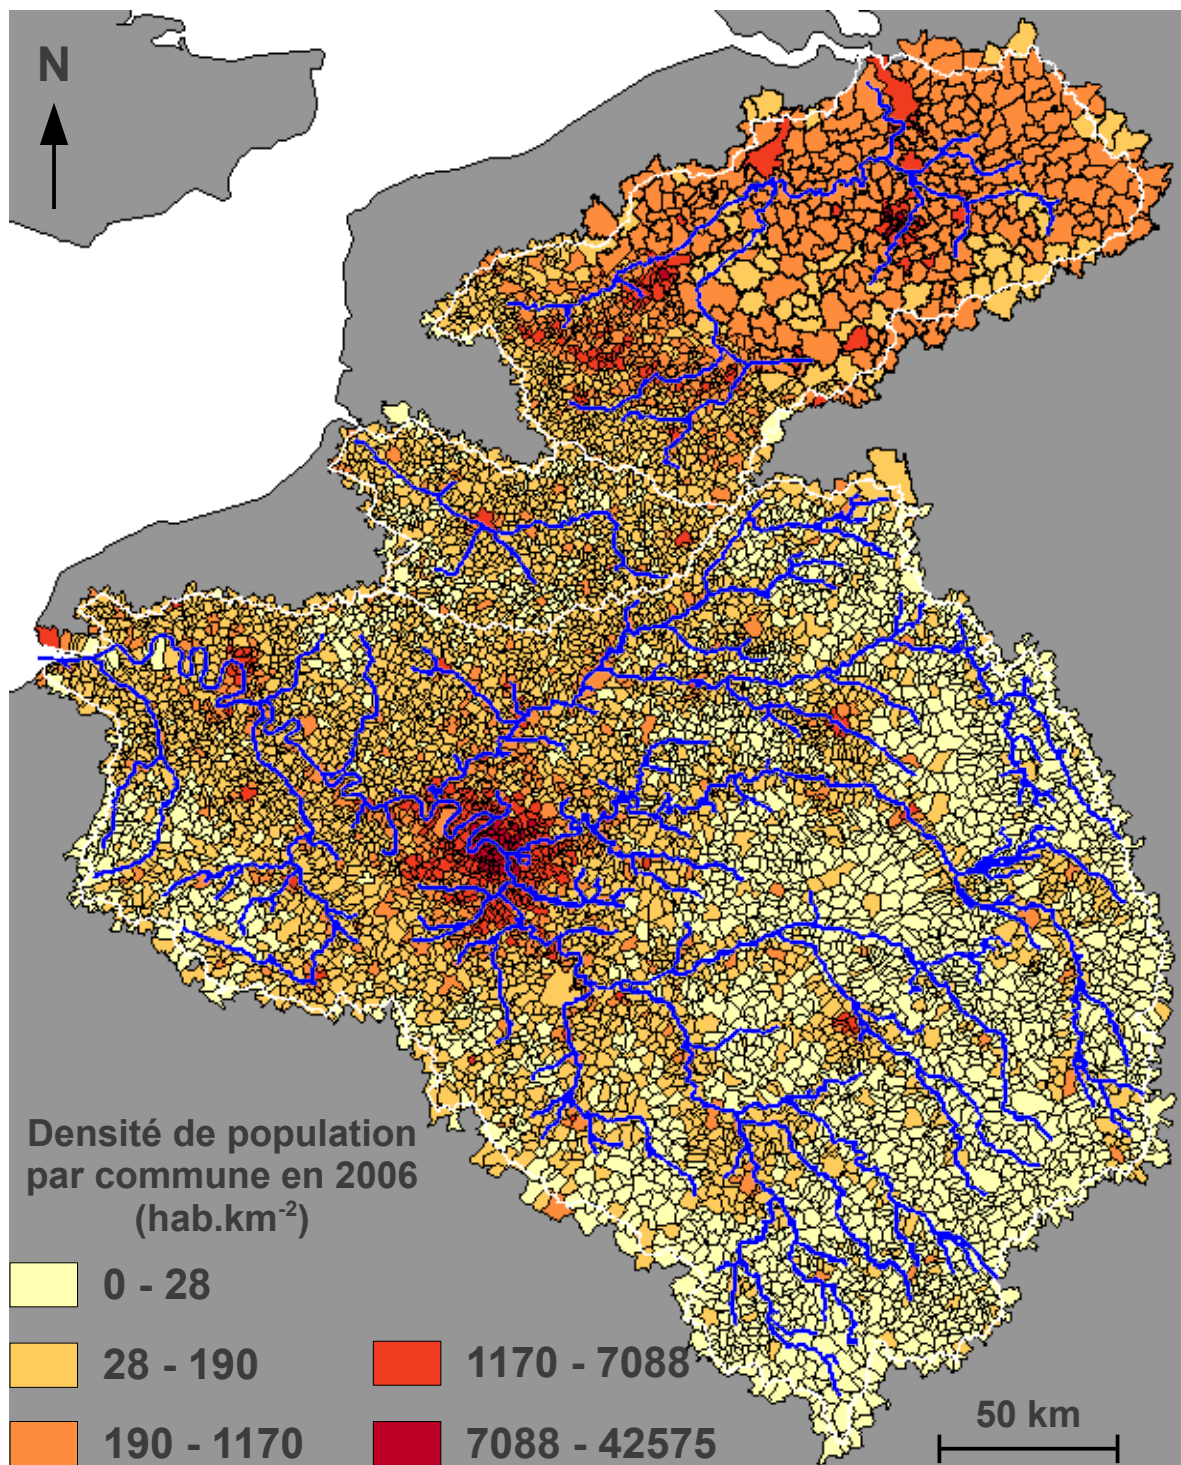 N
Densité de population
par commune en 2006
(hab.km-2)
0 - 28
28 - 190
190 - 1170
1170 - 7088
7088 - 42575
50 km